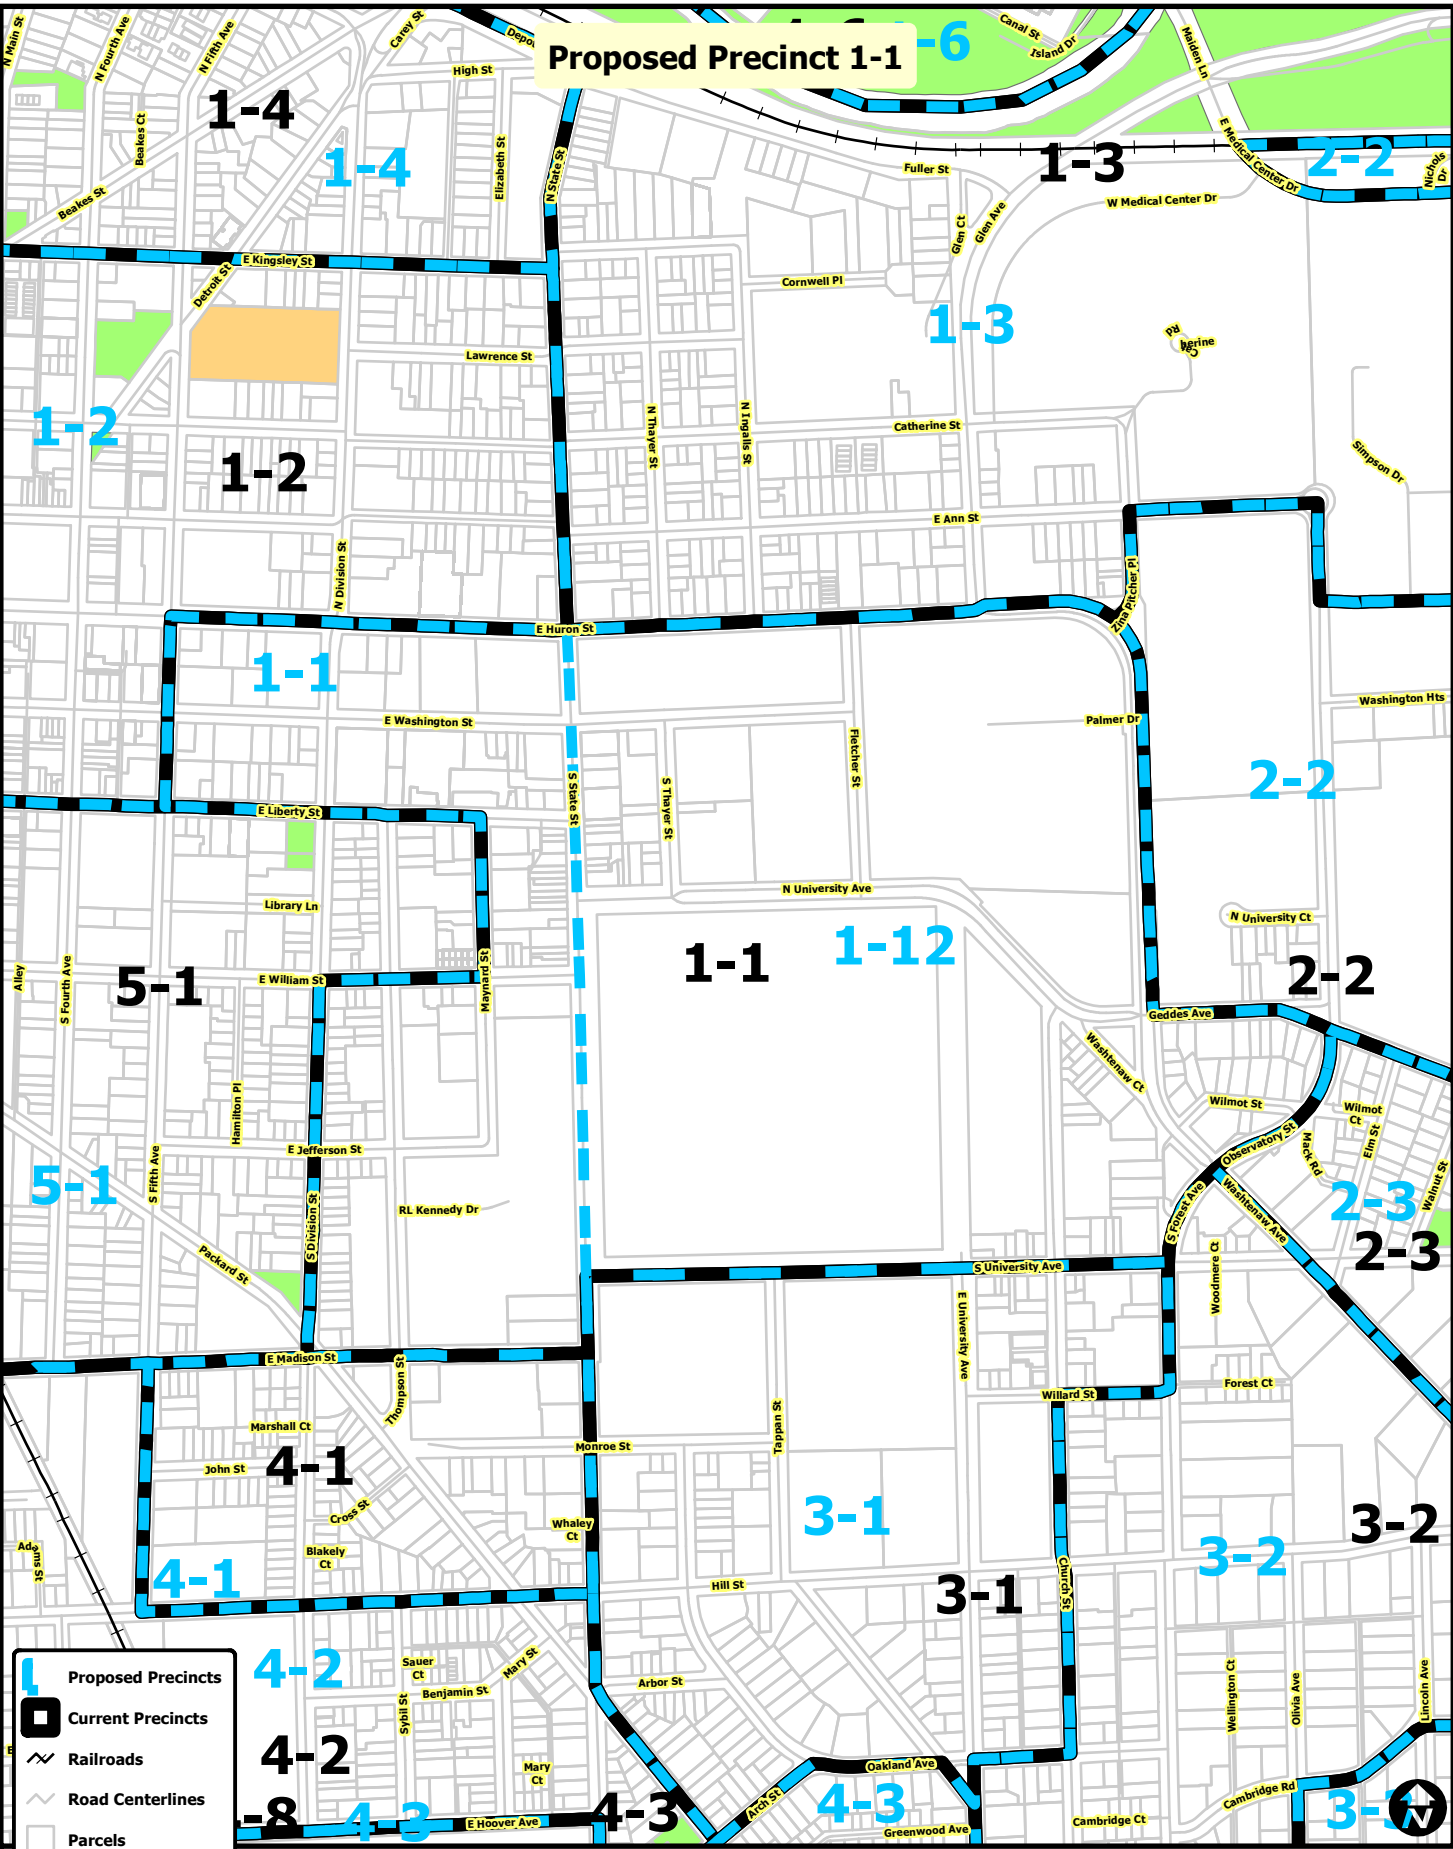 Proposed Precinct 1-1
N Main St
N Fourth Ave
N Fifth Ave
Carey St
High St
Canal St
Island Dr
Maiden Ln
-6
1-4
1-4
Beakes Ct
Beakes St
Elizabeth St
N State St
Fuller St
1-3
E Medical Center Dr
2-2
Nichols
Dr
W Medical Center Dr
Glen Ct
Glen Ave
E Kingsley St
Detroit St
Cornwell Pl
1-3
Lawrence St
N Thayer St
N Ingalls St
Catherine St
Simpson Dr
1-2
1-2
E Ann St
N Division St
Zina Pitcher Pl
E Huron St
1-1
E Washington St
Palmer Dr
Washington Hts
Fletcher St
S State St
S Thayer St
2-2
E Liberty St
N University Ave
N University Ct
Library Ln
1-12
1-1
Alley
S Fourth Ave
5-1
E William St
Maynard St
2-2
Geddes Ave
Washtenaw Ct
Hamilton Pl
Wilmot St
Wilmot
Ct
Elm St
Observatory St
Mack Rd
E Jefferson St
5-1
S Fifth Ave
S Division St
RL Kennedy Dr
S Forest Ave
Washtenaw Ave
Walnut St
2-3
2-3
Packard St
Woodmere Ct
S University Ave
E University Ave
E Madison St
Thompson St
Willard St
Forest Ct
Marshall Ct
Tappan St
Monroe St
John St
4-1
Cross St
Whaley
Ct
3-1
3-2
3-2
Blakely
Ct
4-1
Hill St
Church St
3-1
4-2
Sauer
Ct
Mary St
Benjamin St
Sybil St
Arbor St
Wellington Ct
Olivia Ave
Lincoln Ave
4-2
Mary
Ct
Oakland Ave
Arch St
4-3
Cambridge Rd
-8
4-3
E Hoover Ave
4-3
Greenwood Ave
Cambridge Ct
Proposed Precincts
Current Precincts
Railroads
Road Centerlines
Parcels
N